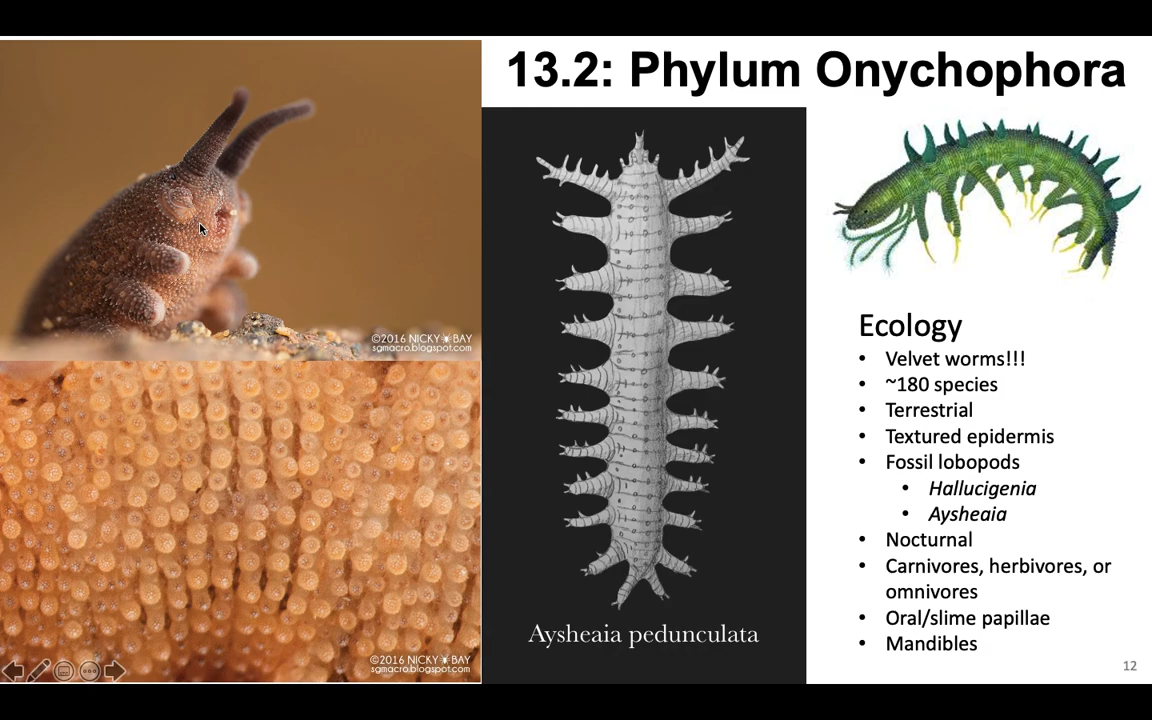 13.2: Phylum Onychophora
©2016 NICKY BAY
sgmacro.blogspot.com
©2016 NICKY BAY
sgmacro.blogspot.com
Aysheaia pedunculata
Ecology
• Velvet worms!!!
• ~180 species
• Terrestrial
• Textured epidermis
• Fossil lobopods
• Hallucigenia
• Aysheaia
• Nocturnal
• Carnivores, herbivores, or
omnivores
• Oral/slime papillae
• Mandibles
12